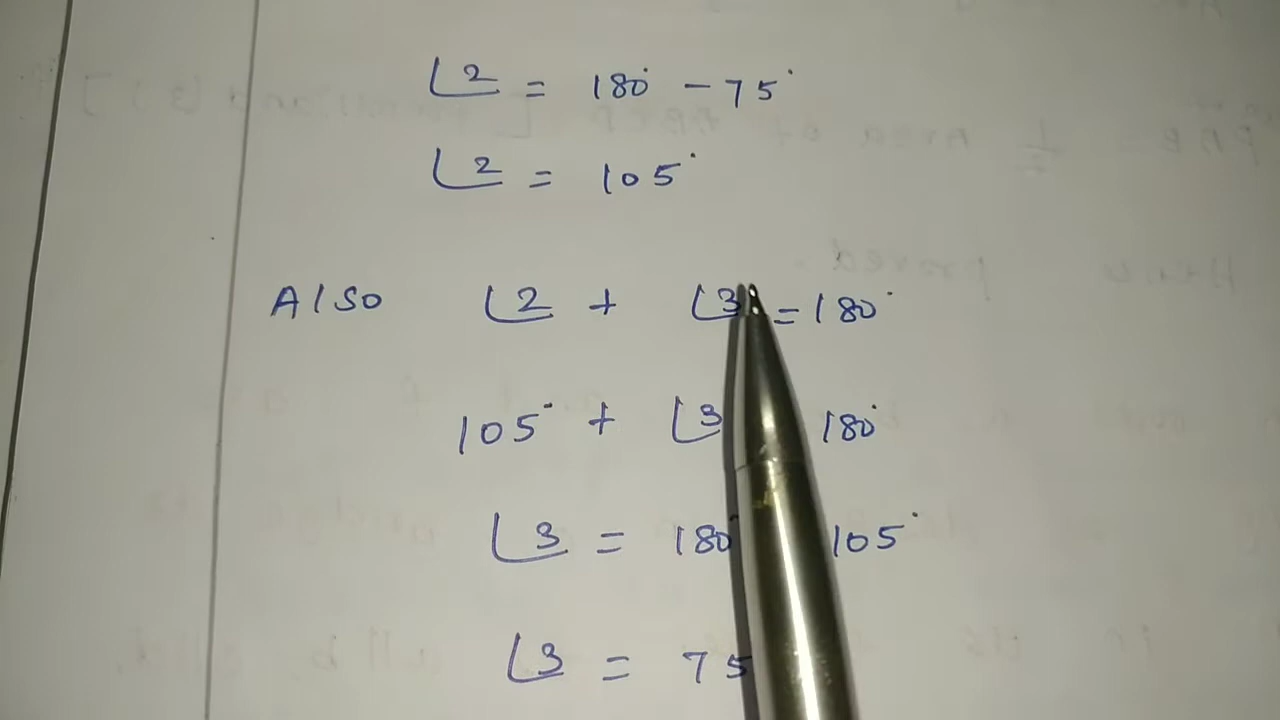 ∠2 = 180° - 75°
∠2 = 105°
Also ∠2 + ∠3 = 180°
105° + ∠3 180°
∠3 = 180° 105°
∠3 = 75